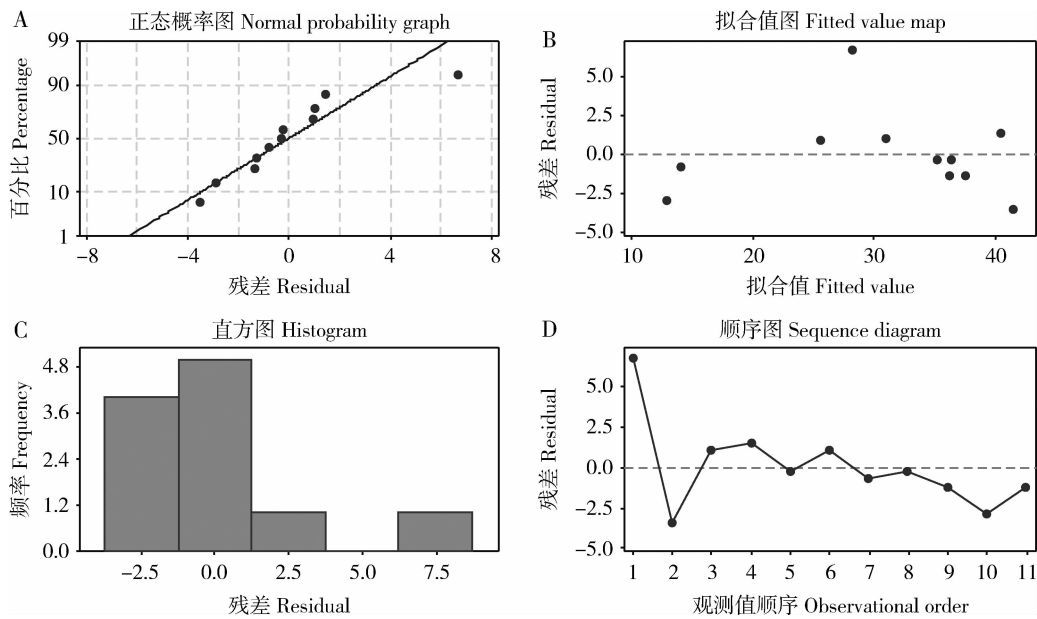 A
正态概率图 Normal probability graph
99
90
50
10
1
百分比 Percentage
−8
−4
0
4
8
残差 Residual
B
拟合值图 Fitted value map
5.0
2.5
0.0
−2.5
−5.0
残差 Residual
10
20
30
40
拟合值 Fitted value
C
直方图 Histogram
4.8
3.6
2.4
1.2
0.0
频率 Frequency
−2.5
0.0
2.5
5.0
7.5
残差 Residual
D
顺序图 Sequence diagram
5.0
2.5
0.0
−2.5
−5.0
残差 Residual
1 2 3 4 5 6 7 8 9 10 11
观测值顺序 Observational order